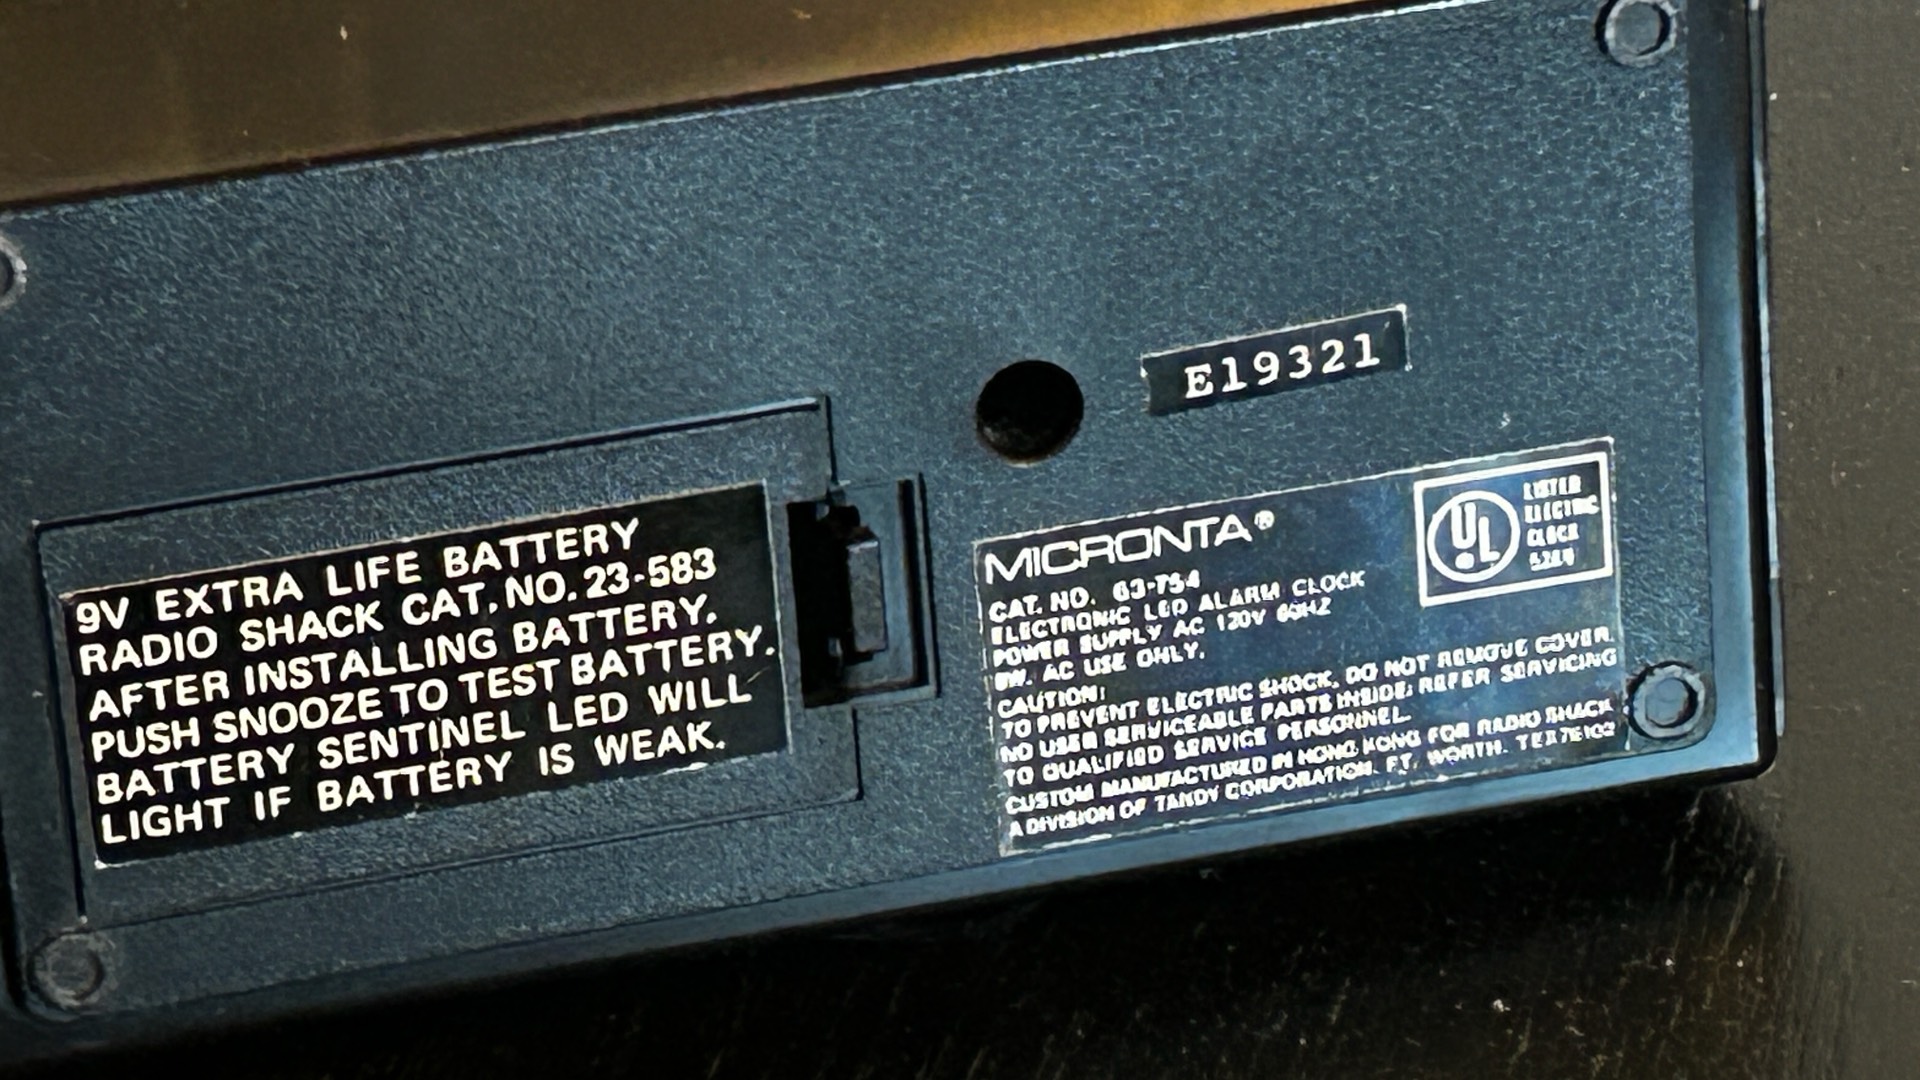 E19321
9V EXTRA LIFE BATTERY
RADIO SHACK CAT. NO. 23-583
AFTER INSTALLING BATTERY.
PUSH SNOOZE TO TEST BATTERY.
BATTERY SENTINEL LED WILL
LIGHT IF BATTERY IS WEAK.
MICRONTA®
CAT. NO. 63-754
ELECTRONIC LED ALARM CLOCK
POWER SUPPLY AC 120V 60HZ
AC USE ONLY.
CAUTION:
TO PREVENT ELECTRIC SHOCK, DO NOT REMOVE COVER.
NO USER SERVICEABLE PARTS INSIDE; REFER SERVICING
TO QUALIFIED SERVICE PERSONNEL.
CUSTOM MANUFACTURED IN HONG KONG FOR RADIO SHACK
A DIVISION OF TANDY CORPORATION. FT. WORTH. TEX 76102
UL
LISTED
ELECTRIC
CLOCK